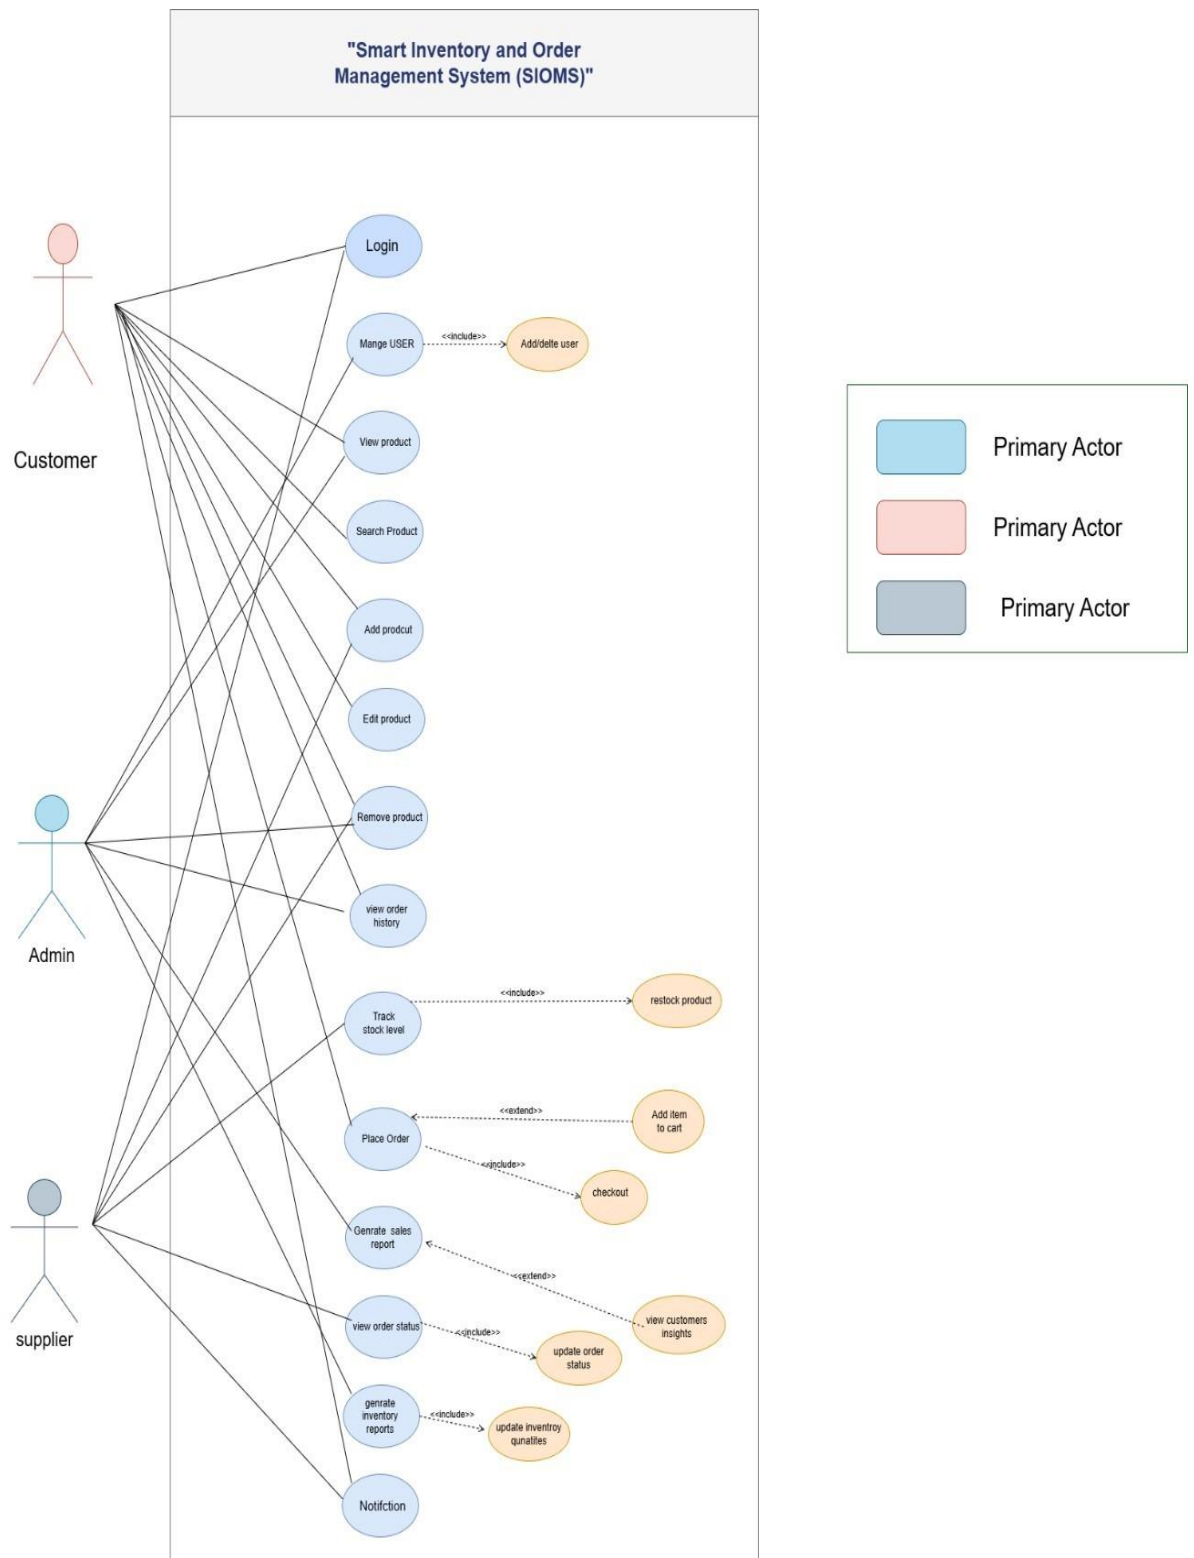 "Smart Inventory and Order
Management System (SIOMS)"
Login
Mange USER
<<include>>
Add/delte user
View product
Customer
Search Product
Add prodcut
Edit product
Remove product
view order
history
Admin
Track
stock level
<<include>>
restock product
Place Order
<<extend>>
Add item
to cart
<<include>>
checkout
Genrate sales
report
<<extend>>
view customers
insights
supplier
view order status
<<include>>
update order
status
genrate
inventory
reports
<<include>>
update inventroy
qunatites
Notifction
Primary Actor
Primary Actor
Primary Actor